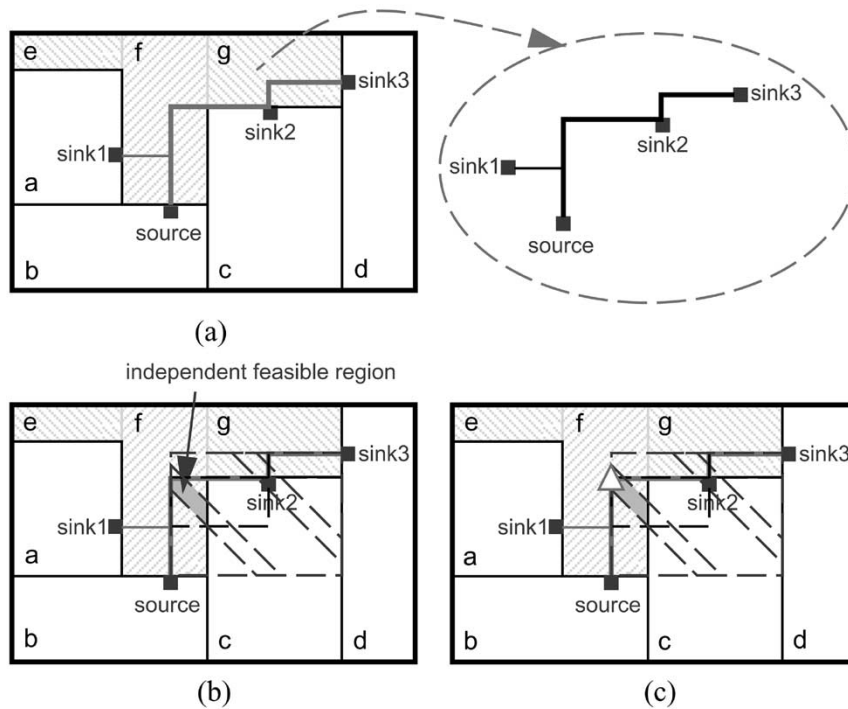 e f g
sink3
sink2
sink1
a
source
b c d
sink3
sink2
sink1
source
(a)
independent feasible region
e f g
sink3
sink2
sink1
a
source
b c d
(b)
e f g
sink3
sink2
sink1
a
source
b c d
(c)